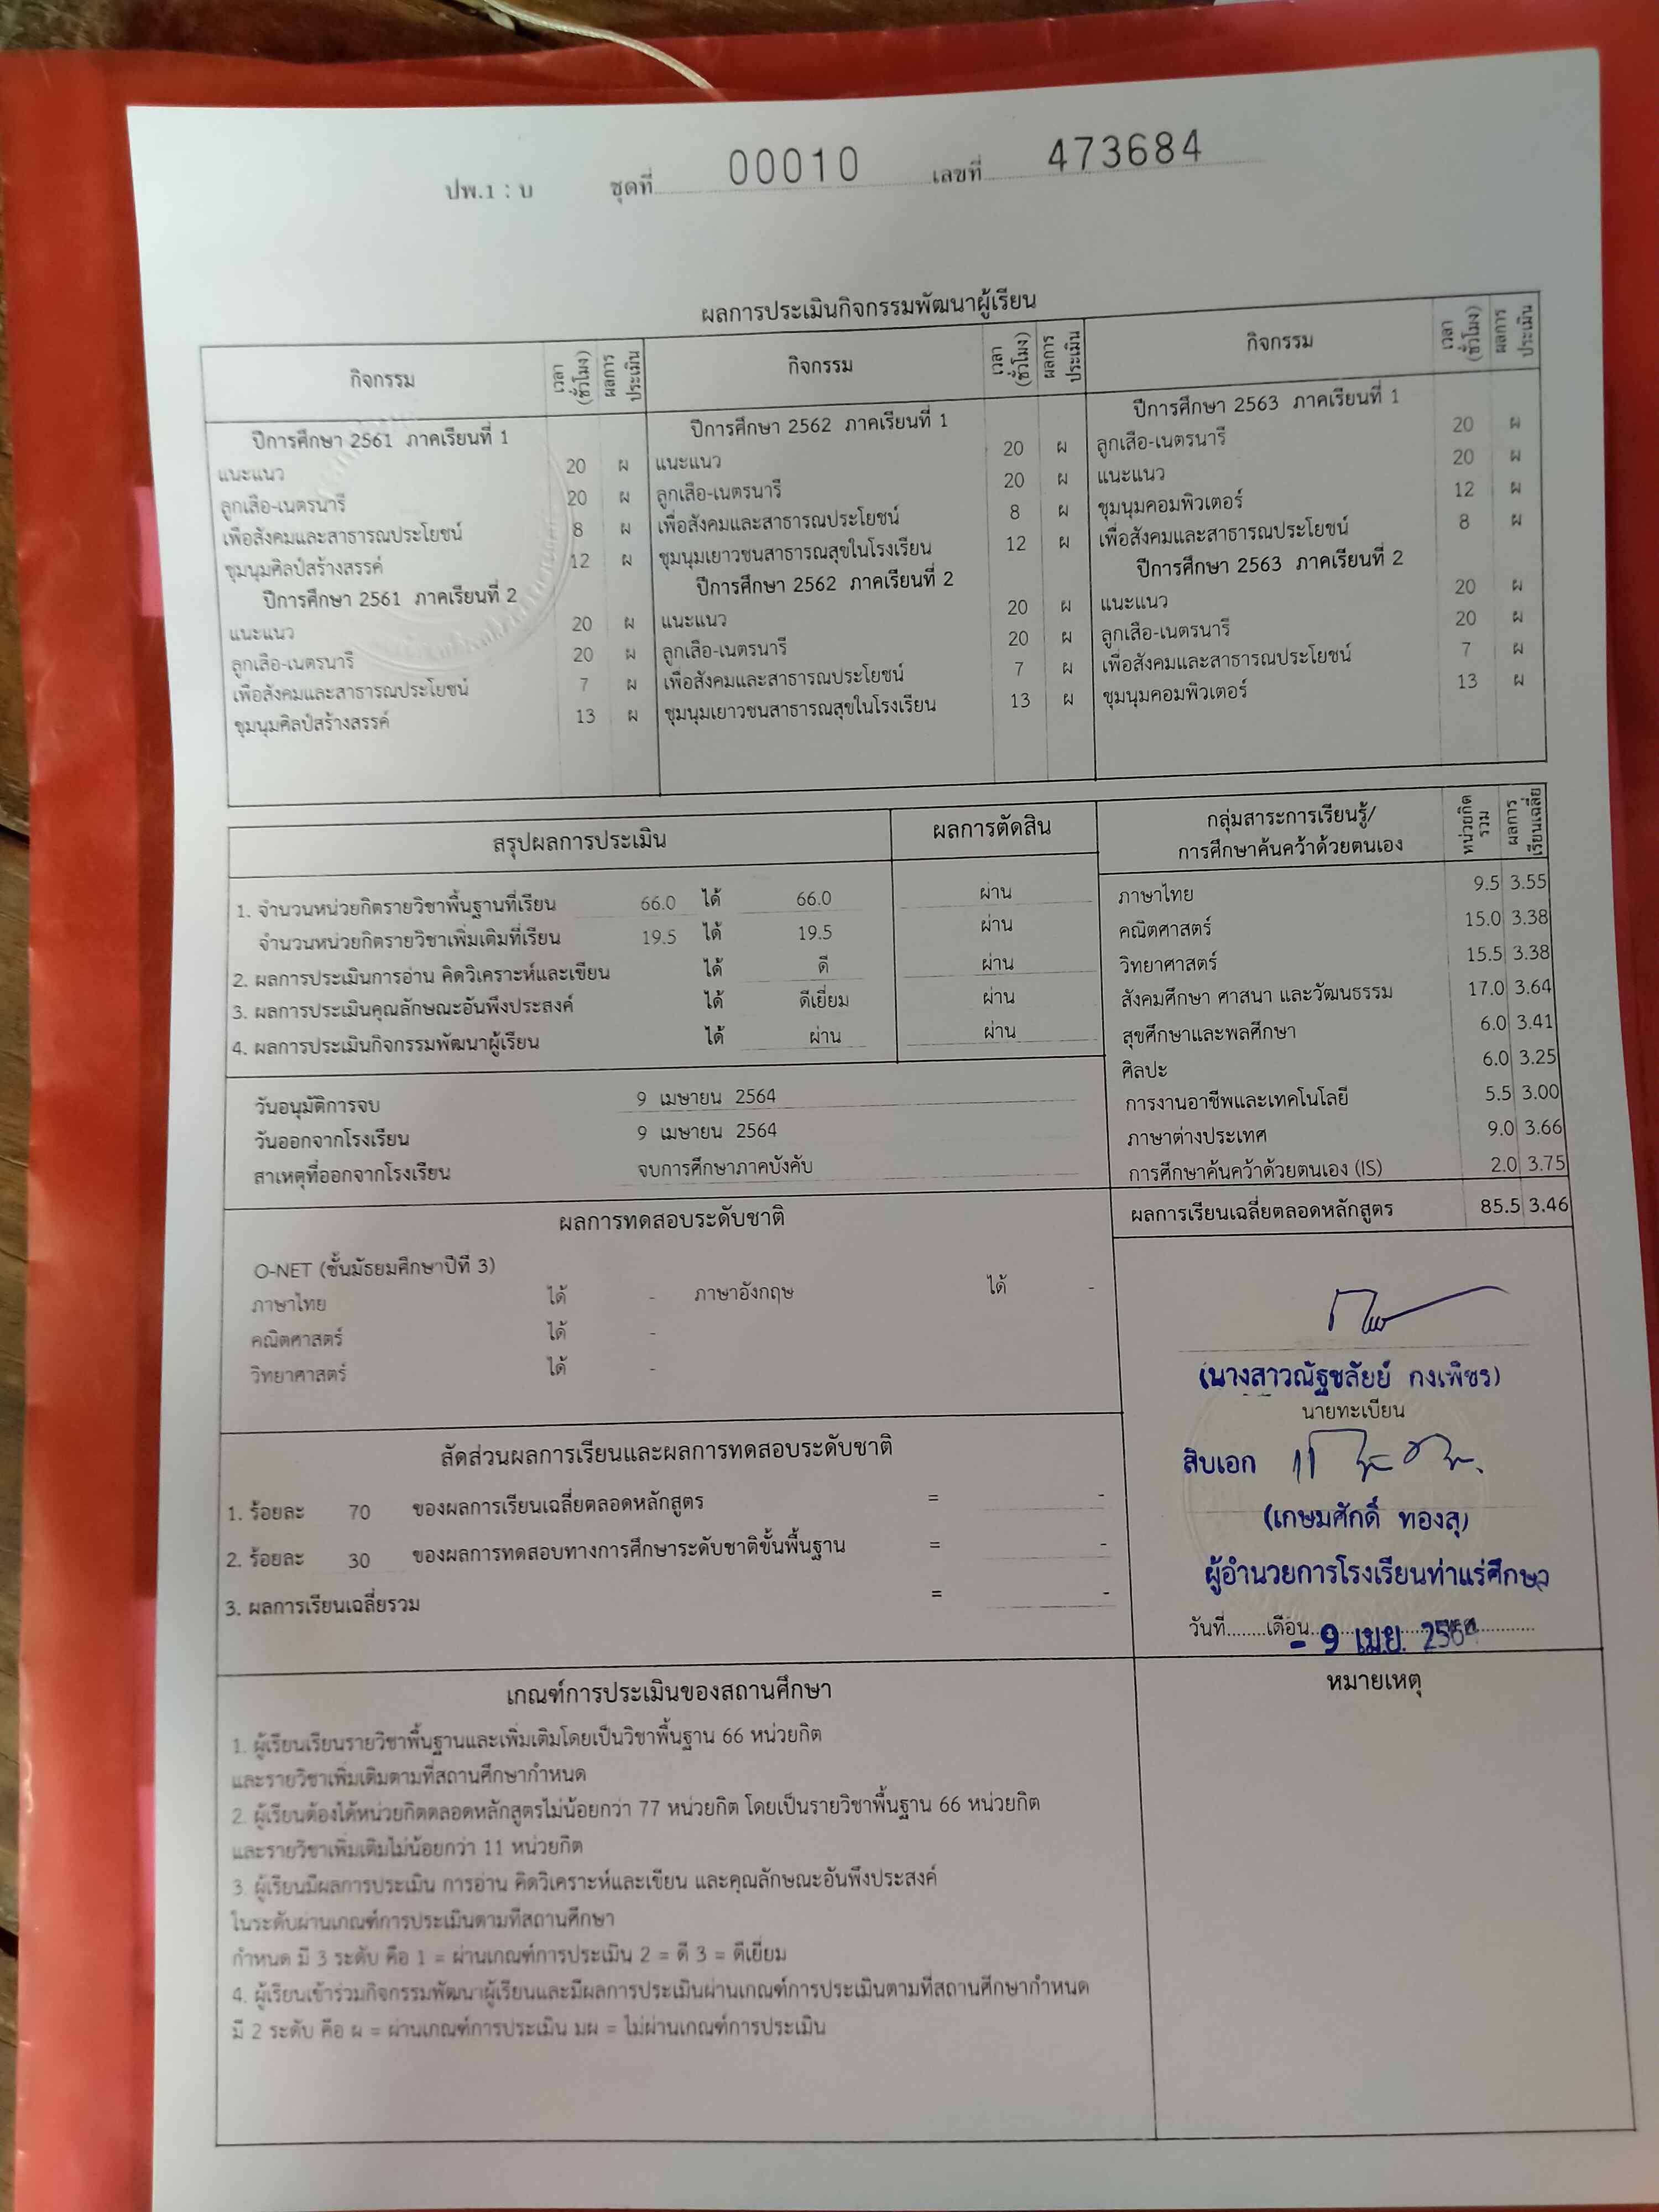 ปพ.1 : บ ชุดที่ 00010 เลขที่ 473684
ผลการประเมินกิจกรรมพัฒนาผู้เรียน
กิจกรรม เวลา (ชั่วโมง) ผลการประเมิน กิจกรรม เวลา (ชั่วโมง) ผลการประเมิน กิจกรรม เวลา (ชั่วโมง) ผลการประเมิน
ปีการศึกษา 2561 ภาคเรียนที่ 1
แนะแนว 20 ผ
ลูกเสือ-เนตรนารี 20 ผ
เพื่อสังคมและสาธารณประโยชน์ 8 ผ
ชุมนุมศิลป์สร้างสรรค์ 12 ผ
ปีการศึกษา 2561 ภาคเรียนที่ 2
แนะแนว 20 ผ
ลูกเสือ-เนตรนารี 20 ผ
เพื่อสังคมและสาธารณประโยชน์ 7 ผ
ชุมนุมศิลป์สร้างสรรค์ 13 ผ
ปีการศึกษา 2562 ภาคเรียนที่ 1
แนะแนว 20 ผ
ลูกเสือ-เนตรนารี 20 ผ
เพื่อสังคมและสาธารณประโยชน์ 8 ผ
ชุมนุมเยาวชนสาธารณสุขในโรงเรียน 12 ผ
ปีการศึกษา 2562 ภาคเรียนที่ 2
แนะแนว 20 ผ
ลูกเสือ-เนตรนารี 20 ผ
เพื่อสังคมและสาธารณประโยชน์ 7 ผ
ชุมนุมเยาวชนสาธารณสุขในโรงเรียน 13 ผ
ปีการศึกษา 2563 ภาคเรียนที่ 1
ลูกเสือ-เนตรนารี 20 ผ
แนะแนว 20 ผ
ชุมนุมคอมพิวเตอร์ 12 ผ
เพื่อสังคมและสาธารณประโยชน์ 8 ผ
ปีการศึกษา 2563 ภาคเรียนที่ 2
แนะแนว 20 ผ
ลูกเสือ-เนตรนารี 20 ผ
เพื่อสังคมและสาธารณประโยชน์ 7 ผ
ชุมนุมคอมพิวเตอร์ 13 ผ
สรุปผลการประเมิน ผลการตัดสิน
1. จำนวนหน่วยกิตรายวิชาพื้นฐานที่เรียน 66.0 ได้ 66.0 ผ่าน
จำนวนหน่วยกิตรายวิชาเพิ่มเติมที่เรียน 19.5 ได้ 19.5 ผ่าน
2. ผลการประเมินการอ่าน คิดวิเคราะห์และเขียน ได้ ดี ผ่าน
3. ผลการประเมินคุณลักษณะอันพึงประสงค์ ได้ ดีเยี่ยม ผ่าน
4. ผลการประเมินกิจกรรมพัฒนาผู้เรียน ได้ ผ่าน ผ่าน
วันอนุมัติการจบ 9 เมษายน 2564
วันออกจากโรงเรียน 9 เมษายน 2564
สาเหตุที่ออกจากโรงเรียน จบการศึกษาภาคบังคับ
กลุ่มสาระการเรียนรู้/ การศึกษาค้นคว้าด้วยตนเอง หน่วยกิตรวม ผลการเรียนเฉลี่ย
ภาษาไทย 9.5 3.55
คณิตศาสตร์ 15.0 3.38
วิทยาศาสตร์ 15.5 3.38
สังคมศึกษา ศาสนา และวัฒนธรรม 17.0 3.64
สุขศึกษาและพลศึกษา 6.0 3.41
ศิลปะ 6.0 3.25
การงานอาชีพและเทคโนโลยี 5.5 3.00
ภาษาต่างประเทศ 9.0 3.66
การศึกษาค้นคว้าด้วยตนเอง (IS) 2.0 3.75
ผลการเรียนเฉลี่ยตลอดหลักสูตร 85.5 3.46
ผลการทดสอบระดับชาติ
O-NET (ชั้นมัธยมศึกษาปีที่ 3)
ภาษาไทย ได้ - ภาษาอังกฤษ ได้ -
คณิตศาสตร์ ได้ -
วิทยาศาสตร์ ได้ -
สัดส่วนผลการเรียนและผลการทดสอบระดับชาติ
1. ร้อยละ 70 ของผลการเรียนเฉลี่ยตลอดหลักสูตร = -
2. ร้อยละ 30 ของผลการทดสอบทางการศึกษาระดับชาติขั้นพื้นฐาน = -
3. ผลการเรียนเฉลี่ยรวม = -
(นางสาวณัฐชลัยย์ กงเพ็ชร)
นายทะเบียน
สิบเอก
(เกษมศักดิ์ ทองสุ)
ผู้อำนวยการโรงเรียนท่าแร่ศึกษา
วันที่........เดือน........
- 9 เม.ย. 2564
เกณฑ์การประเมินของสถานศึกษา
1. ผู้เรียนเรียนรายวิชาพื้นฐานและเพิ่มเติมโดยเป็นวิชาพื้นฐาน 66 หน่วยกิต
และรายวิชาเพิ่มเติมตามที่สถานศึกษากำหนด
2. ผู้เรียนต้องได้หน่วยกิตตลอดหลักสูตรไม่น้อยกว่า 77 หน่วยกิต โดยเป็นรายวิชาพื้นฐาน 66 หน่วยกิต
และรายวิชาเพิ่มเติมไม่น้อยกว่า 11 หน่วยกิต
3. ผู้เรียนมีผลการประเมิน การอ่าน คิดวิเคราะห์และเขียน และคุณลักษณะอันพึงประสงค์
ในระดับผ่านเกณฑ์การประเมินตามที่สถานศึกษา
กำหนด มี 3 ระดับ คือ 1 = ผ่านเกณฑ์การประเมิน 2 = ดี 3 = ดีเยี่ยม
4. ผู้เรียนเข้าร่วมกิจกรรมพัฒนาผู้เรียนและมีผลการประเมินผ่านเกณฑ์การประเมินตามที่สถานศึกษากำหนด
มี 2 ระดับ คือ ผ = ผ่านเกณฑ์การประเมิน มผ = ไม่ผ่านเกณฑ์การประเมิน
หมายเหตุ